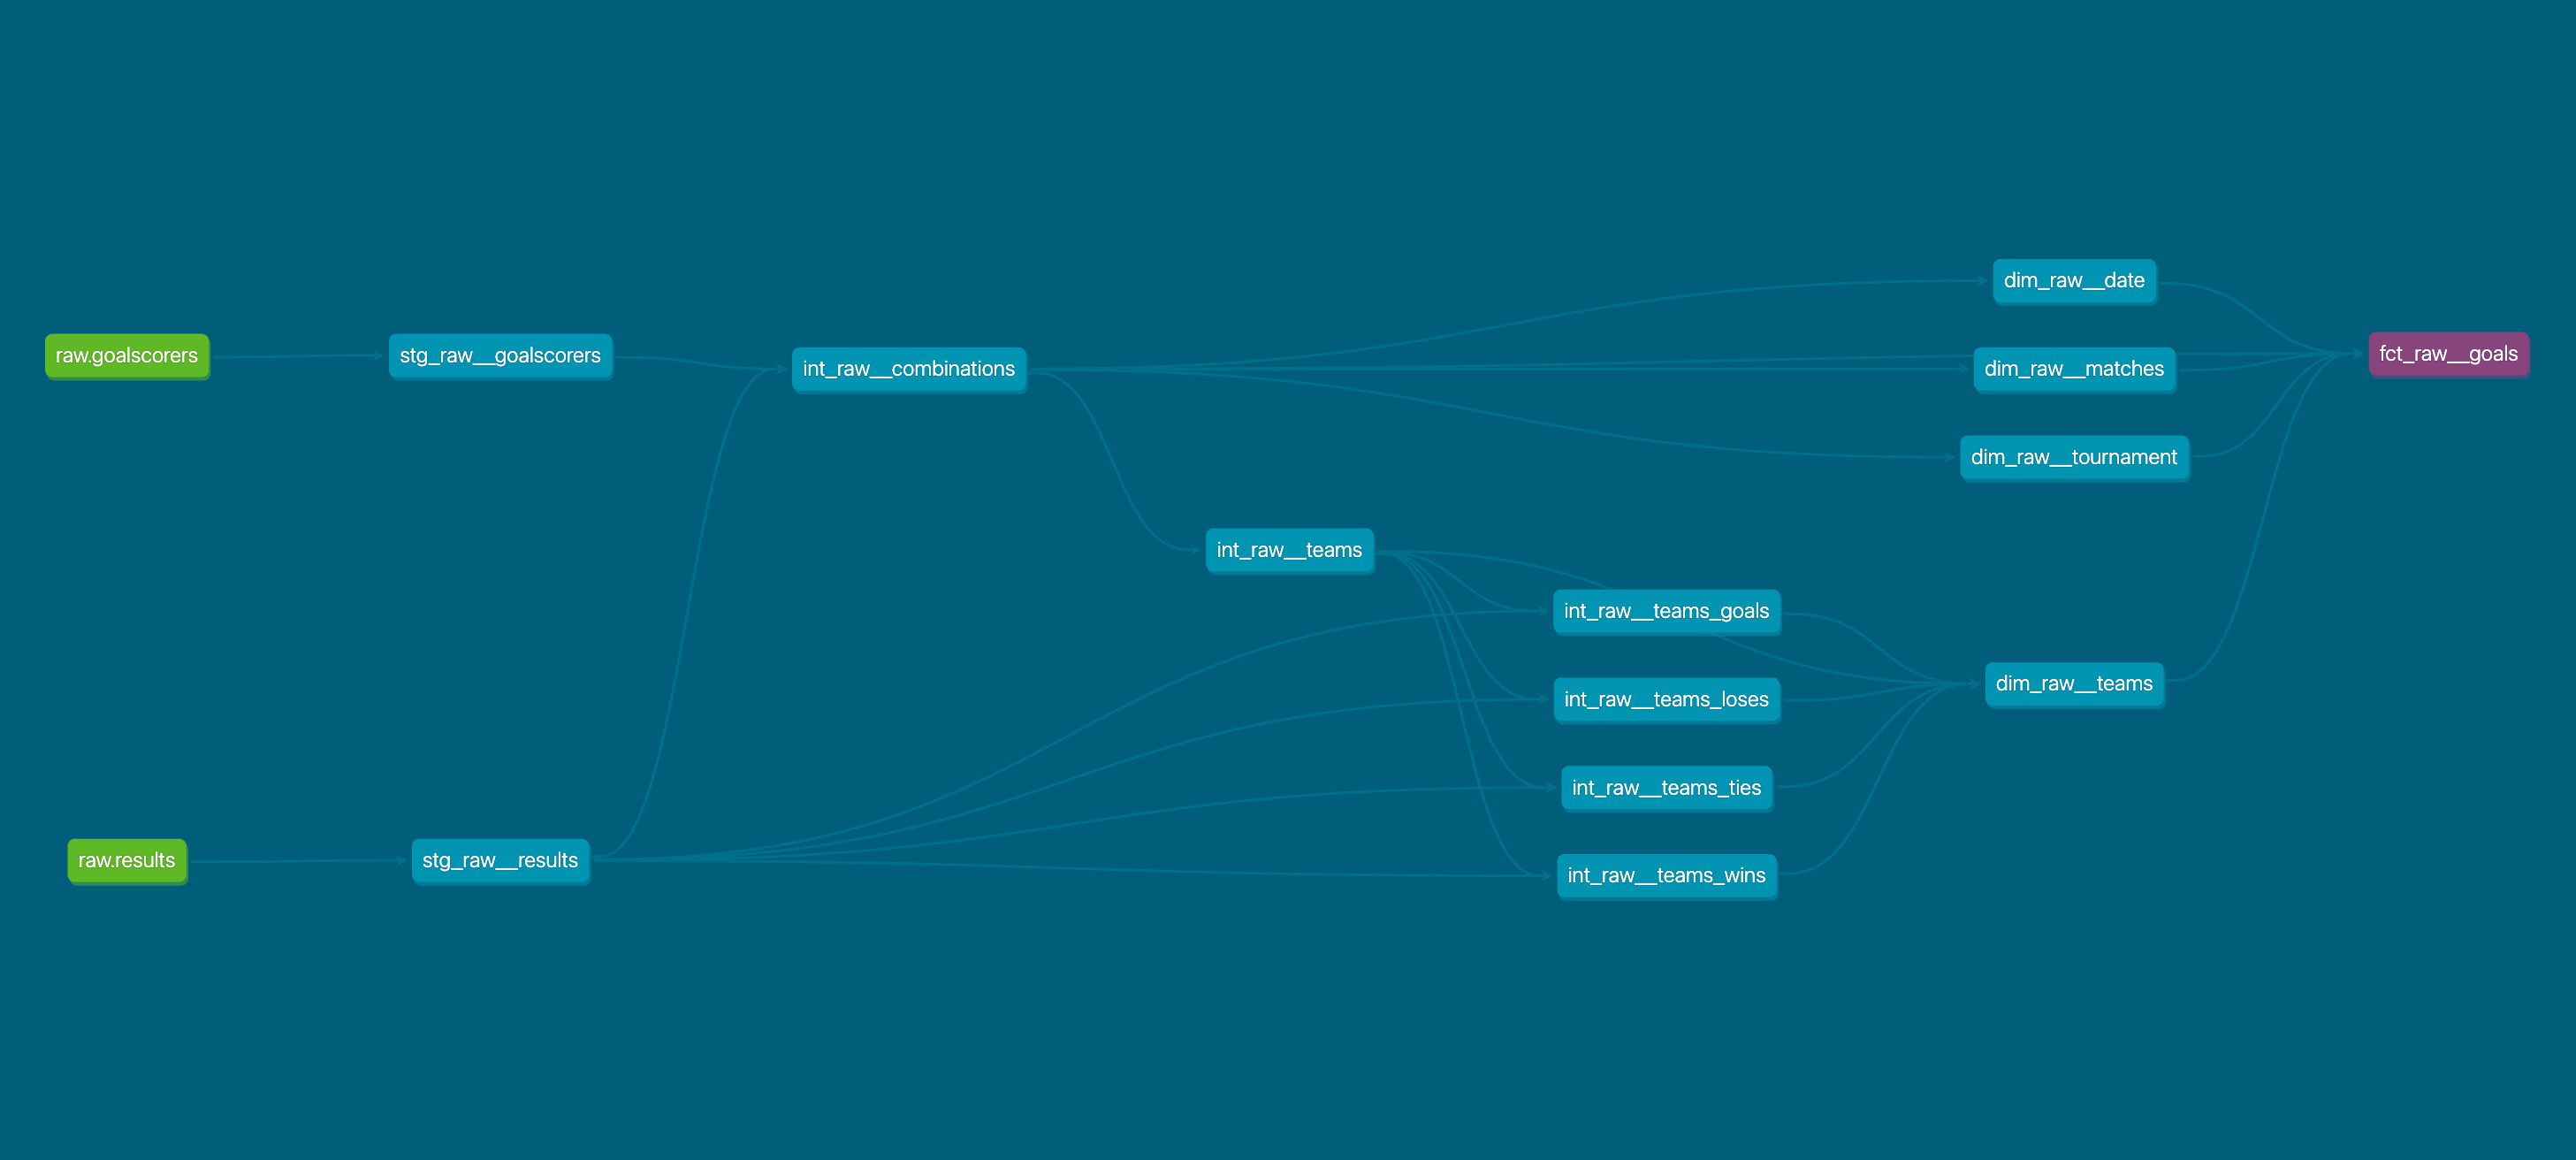 raw.goalscorers
stg_raw__goalscorers
int_raw__combinations
dim_raw__date
dim_raw__matches
dim_raw__tournament
fct_raw__goals
int_raw__teams
int_raw__teams_goals
int_raw__teams_loses
int_raw__teams_ties
int_raw__teams_wins
dim_raw__teams
raw.results
stg_raw__results